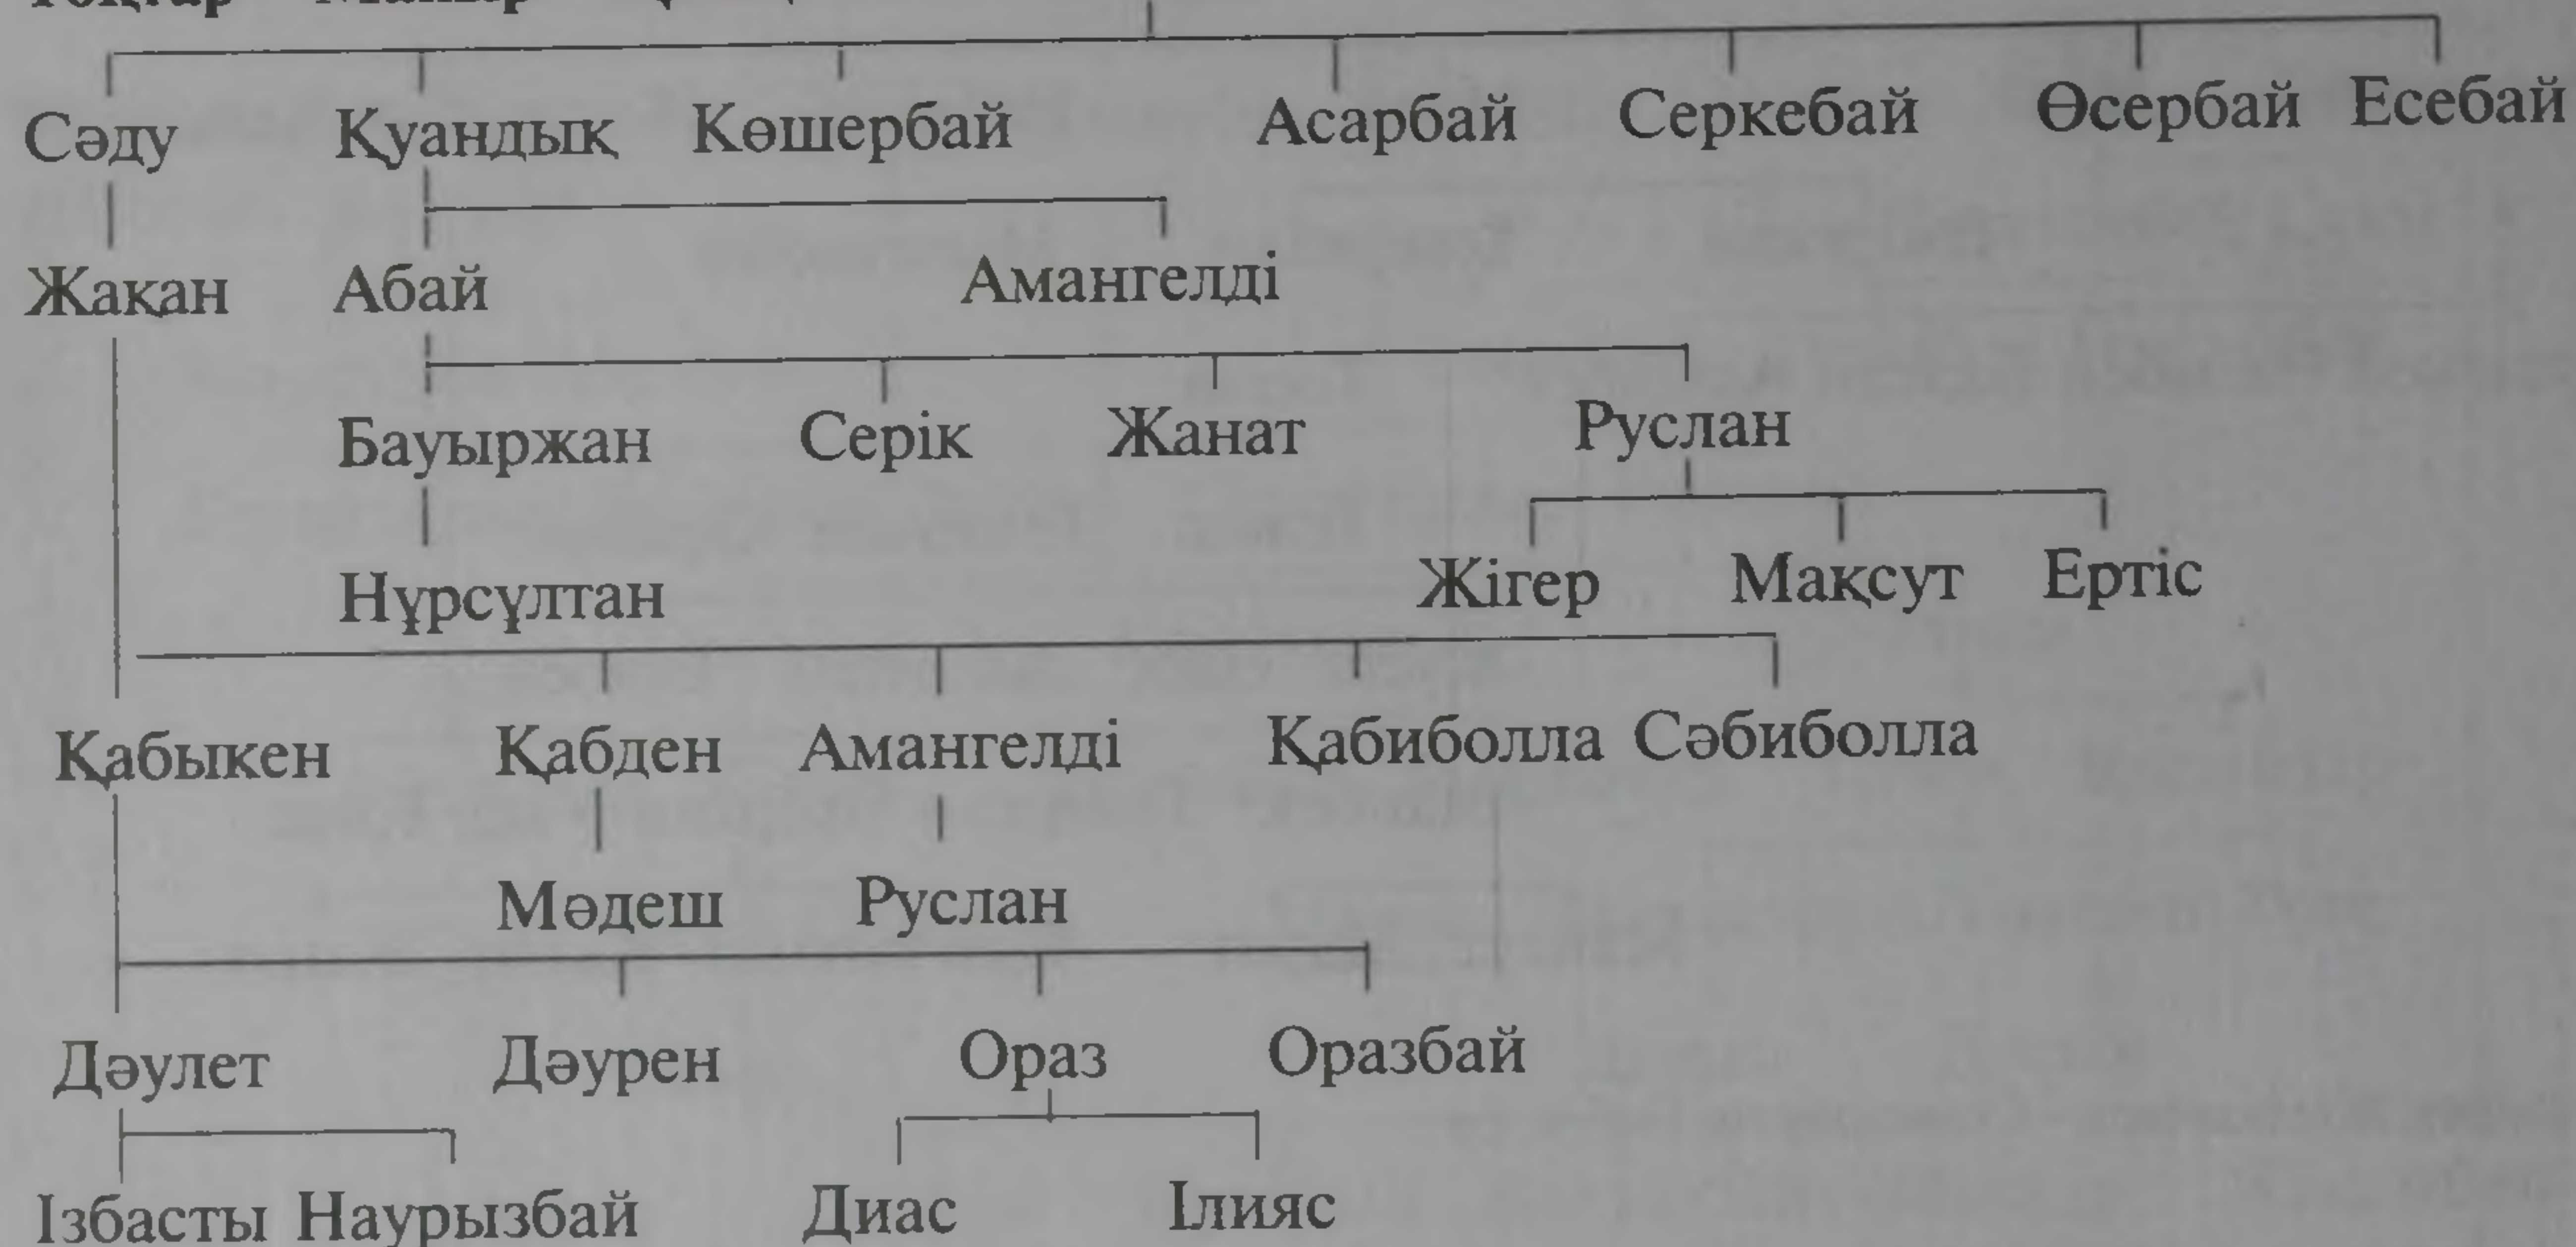 Сәду Қуандық Көшербай Асарбай Серкебай Өсербай Есебай
Жақан Абай Амангелді
Бауыржан Серік Жанат Руслан
Нұрсұлтан Жігер Мақсут Ертіс
Қабыкен Қабден Амангелді Қабиболла Сәбиболла
Мәдеш Руслан
Дәулет Дәурен Ораз Оразбай
Ізбасты Наурызбай Диас Ілияс